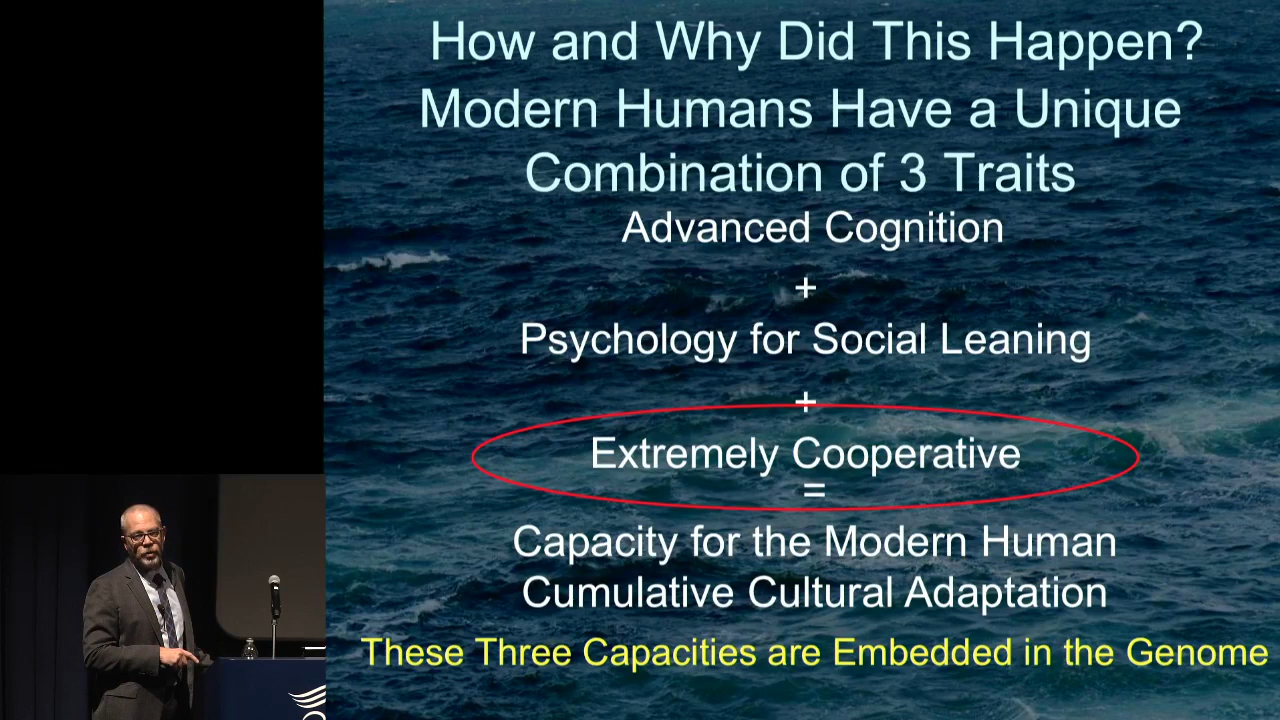 How and Why Did This Happen?
Modern Humans Have a Unique
Combination of 3 Traits
Advanced Cognition
+
Psychology for Social Leaning
+
Extremely Cooperative
=
Capacity for the Modern Human
Cumulative Cultural Adaptation
These Three Capacities are Embedded in the Genome